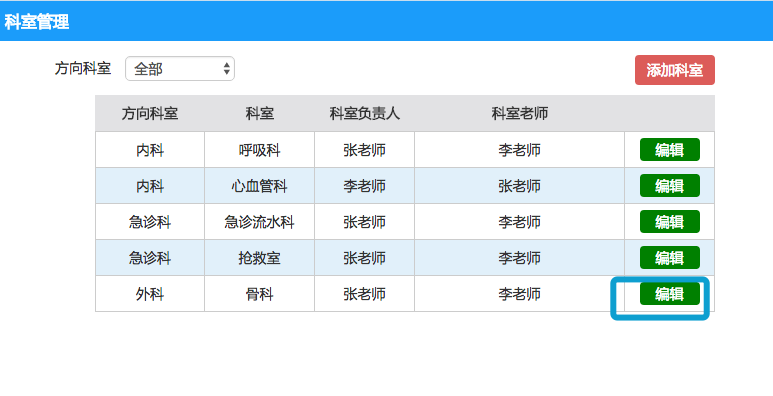 科室管理
方向科室 全部 添加科室
方向科室 科室 科室负责人 科室老师
内科 呼吸科 张老师 李老师 编辑
内科 心血管科 李老师 张老师 编辑
急诊科 急诊流水科 张老师 李老师 编辑
急诊科 抢救室 张老师 李老师 编辑
外科 骨科 张老师 李老师 编辑